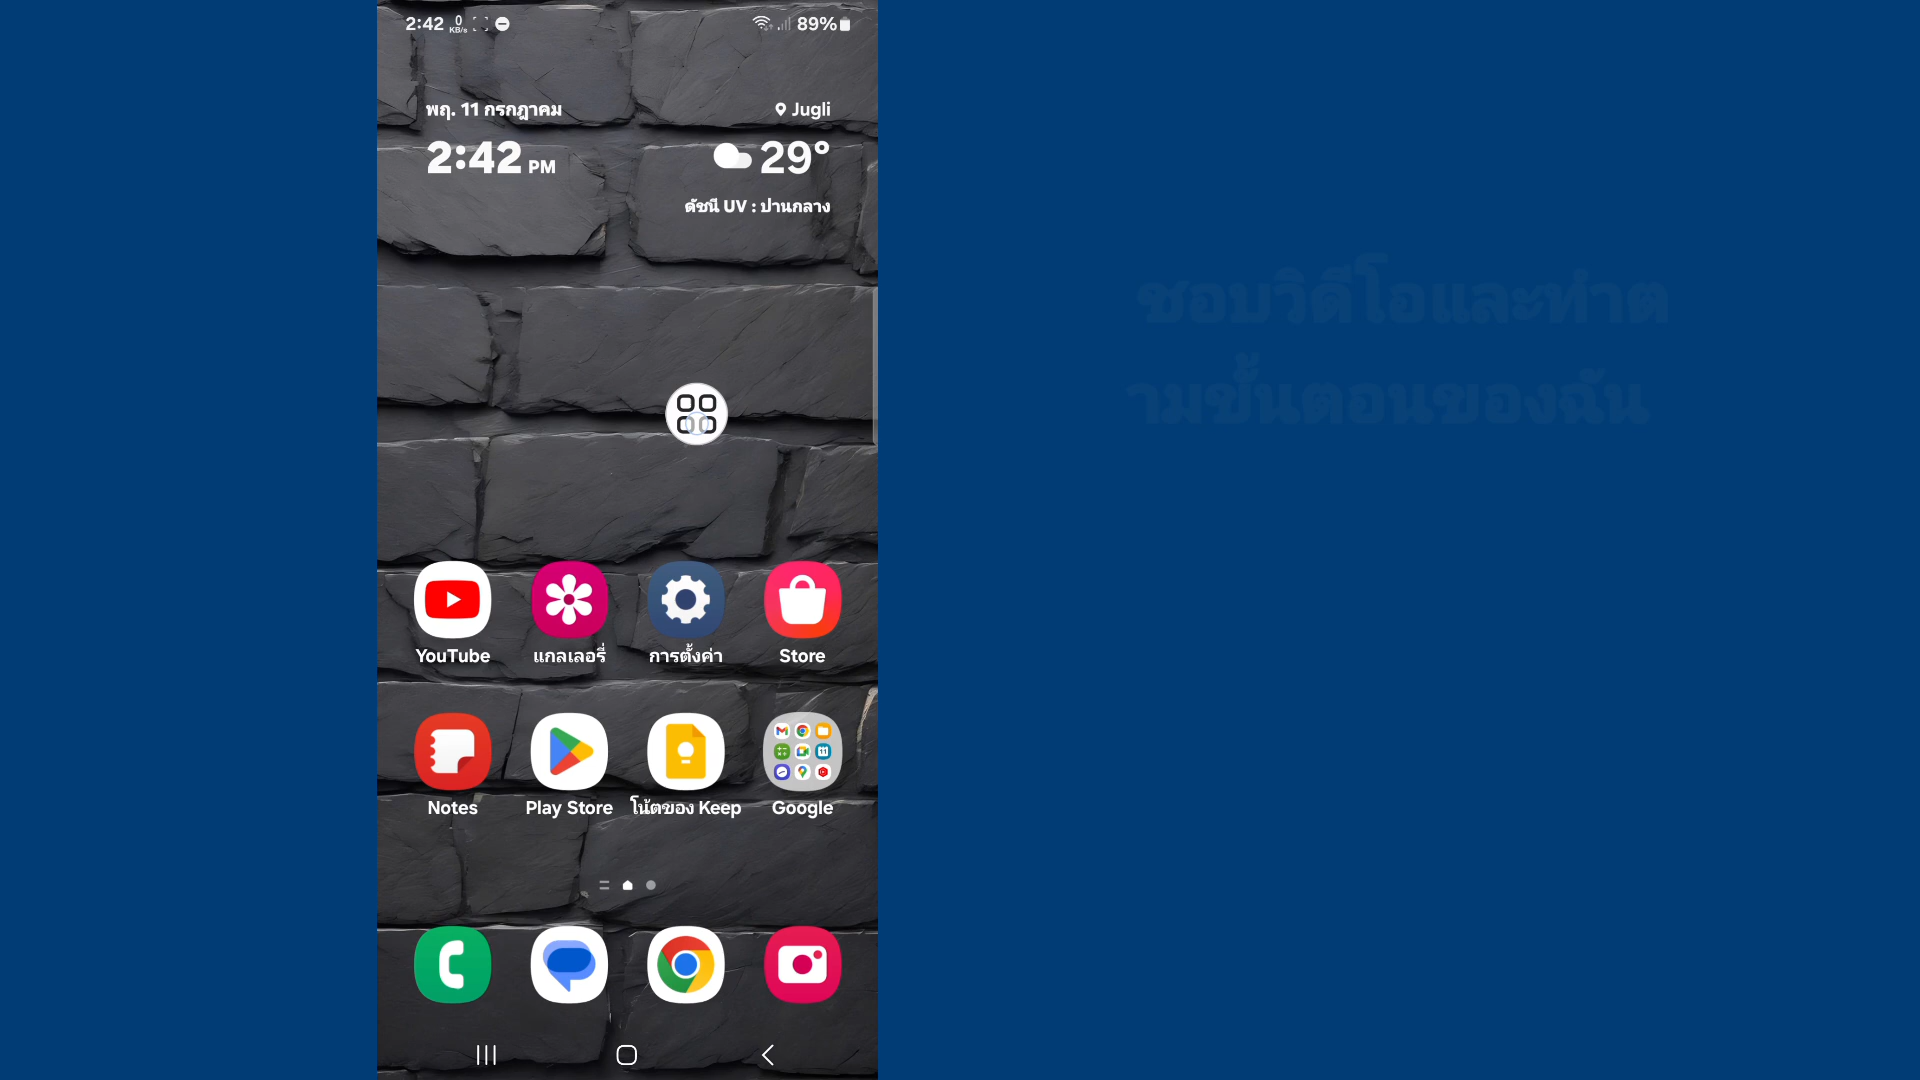 2:42 0 KB/s 89%
พฤ. 11 กรกฎาคม Jugli
2:42 PM 29°
ดัชนี UV : ปานกลาง
ชอบวิดีโอและทำต
ามขั้นตอนของฉัน
YouTube แกลเลอรี่ การตั้งค่า Store
Notes Play Store โน้ตของ Keep Google